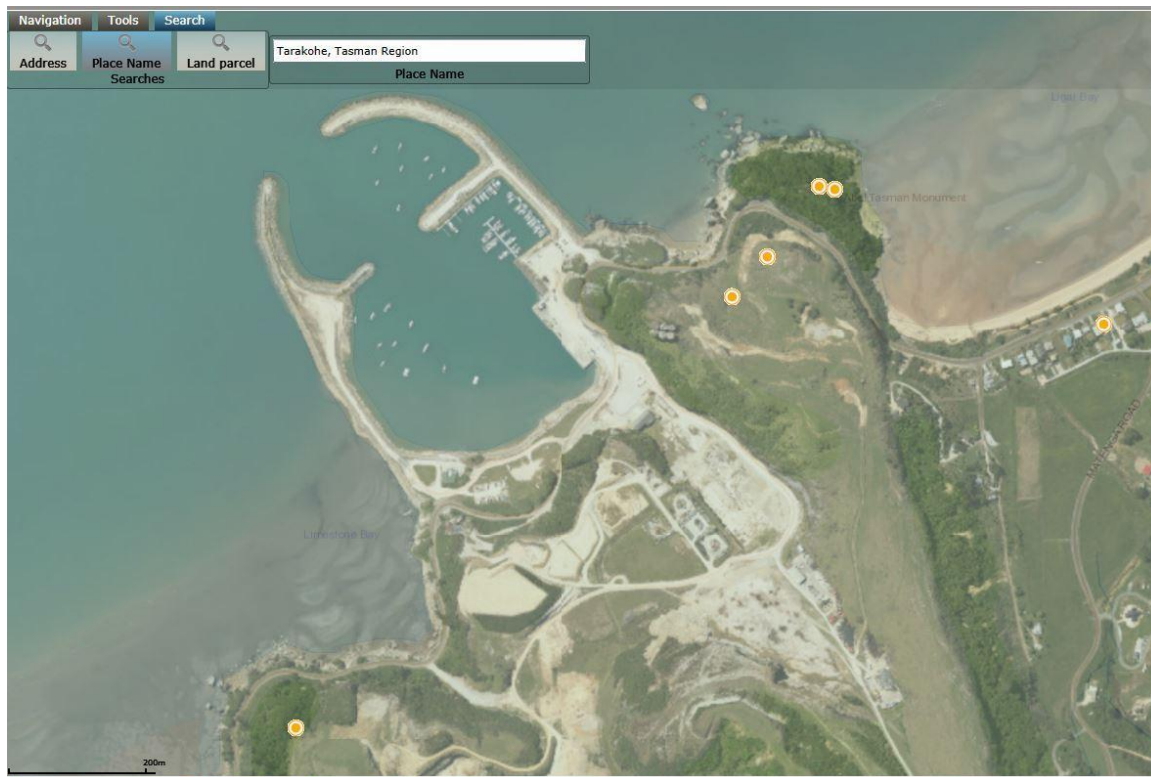 Navigation Tools Search
Address Place Name Land parcel
Searches
Tarakohe, Tasman Region
Place Name
Ligar Bay
Tasman Monument
Limestone Bay
200m